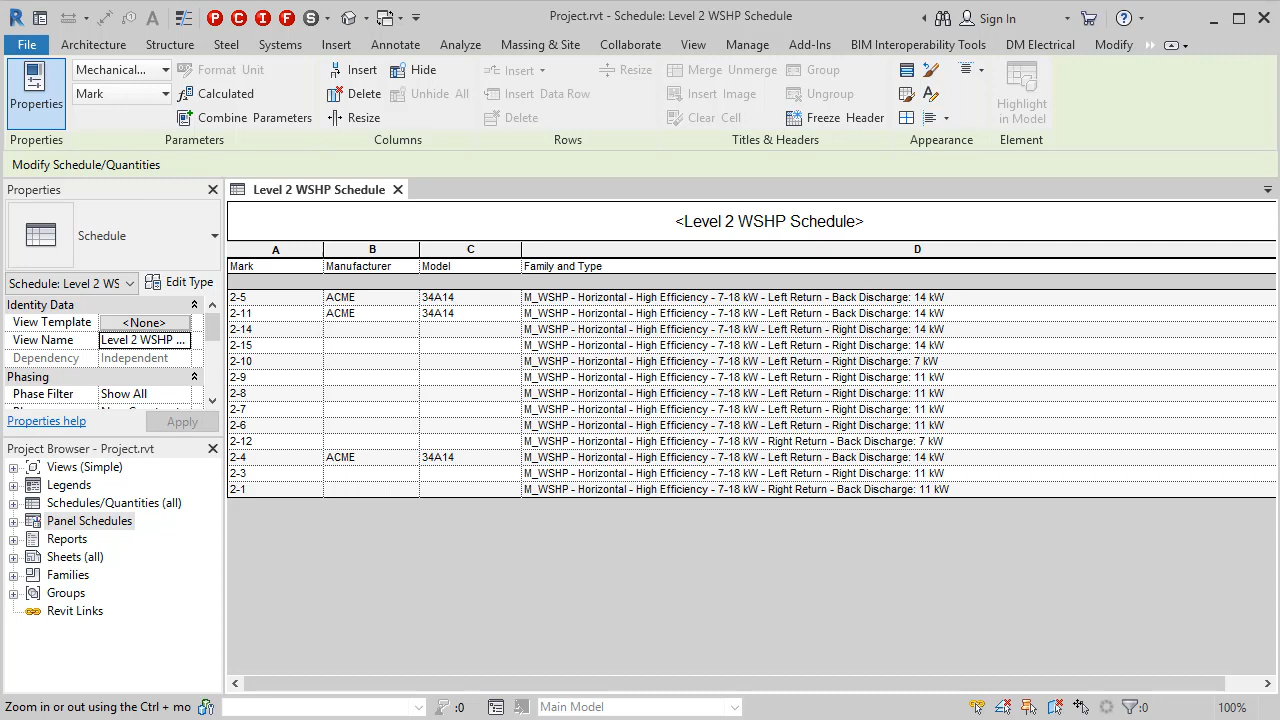 Project.rvt - Schedule: Level 2 WSHP Schedule
Sign In
File Architecture Structure Steel Systems Insert Annotate Analyze Massing & Site Collaborate View Manage Add-Ins BIM Interoperability Tools DM Electrical Modify
Mechanical... Format Unit Insert Hide Insert Resize Merge Unmerge Group
Mark Calculated Delete Unhide All Insert Data Row Insert Image Ungroup
Properties Combine Parameters Resize Delete Clear Cell Freeze Header Highlight in Model
Properties Parameters Columns Rows Titles & Headers Appearance Element
Modify Schedule/Quantities
Properties
Schedule
Schedule: Level 2 WS
Edit Type
Identity Data
View Template <None>
View Name Level 2 WSHP ...
Dependency Independent
Phasing
Phase Filter Show All
Properties help
Apply
Project Browser - Project.rvt
Views (Simple)
Legends
Schedules/Quantities (all)
Panel Schedules
Reports
Sheets (all)
Families
Groups
Revit Links
Level 2 WSHP Schedule
<Level 2 WSHP Schedule>
A B C D
Mark Manufacturer Model Family and Type
2-5 ACME 34A14 M_WSHP - Horizontal - High Efficiency - 7-18 kW - Left Return - Back Discharge: 14 kW
2-11 ACME 34A14 M_WSHP - Horizontal - High Efficiency - 7-18 kW - Left Return - Back Discharge: 14 kW
2-14 M_WSHP - Horizontal - High Efficiency - 7-18 kW - Left Return - Right Discharge: 14 kW
2-15 M_WSHP - Horizontal - High Efficiency - 7-18 kW - Left Return - Right Discharge: 14 kW
2-10 M_WSHP - Horizontal - High Efficiency - 7-18 kW - Left Return - Right Discharge: 7 kW
2-9 M_WSHP - Horizontal - High Efficiency - 7-18 kW - Left Return - Right Discharge: 11 kW
2-8 M_WSHP - Horizontal - High Efficiency - 7-18 kW - Left Return - Right Discharge: 11 kW
2-7 M_WSHP - Horizontal - High Efficiency - 7-18 kW - Left Return - Right Discharge: 11 kW
2-6 M_WSHP - Horizontal - High Efficiency - 7-18 kW - Left Return - Right Discharge: 11 kW
2-12 M_WSHP - Horizontal - High Efficiency - 7-18 kW - Right Return - Back Discharge: 7 kW
2-4 ACME 34A14 M_WSHP - Horizontal - High Efficiency - 7-18 kW - Left Return - Back Discharge: 14 kW
2-3 M_WSHP - Horizontal - High Efficiency - 7-18 kW - Left Return - Right Discharge: 11 kW
2-1 M_WSHP - Horizontal - High Efficiency - 7-18 kW - Right Return - Back Discharge: 11 kW
Zoom in or out using the Ctrl + mo
:0
Main Model
:0
100%